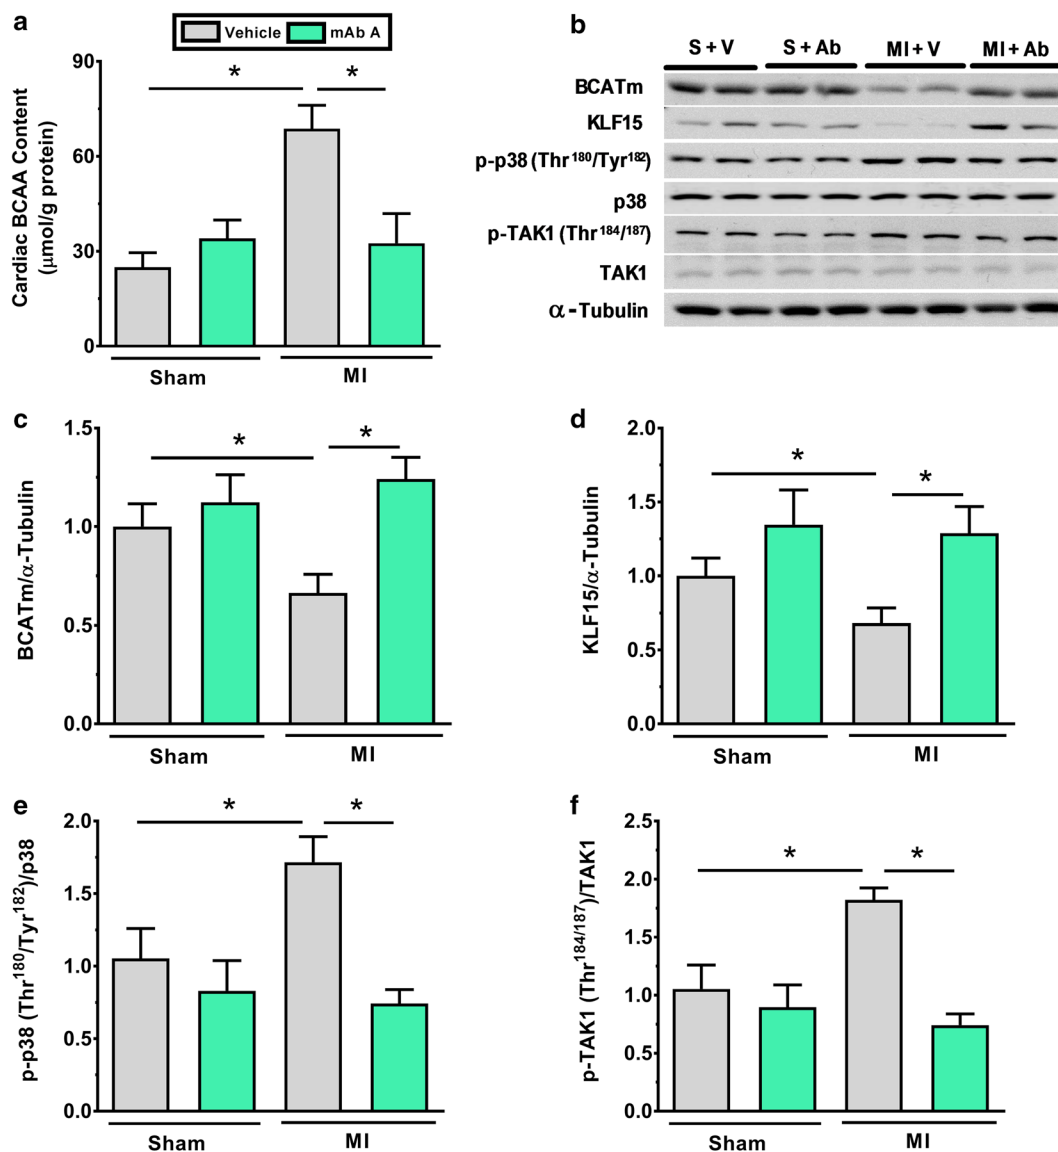 a
Vehicle mAb A
Cardiac BCAA Content
(μmol/g protein)
90
60
30
0
*
*
Sham
MI
b
S + V S + Ab MI + V MI + Ab
BCATm
KLF15
p-p38 (Thr¹⁸⁰/Tyr¹⁸²)
p38
p-TAK1 (Thr¹⁸⁴/¹⁸⁷)
TAK1
α-Tubulin
c
BCATm/α-Tubulin
1.5
1.0
0.5
0.0
*
*
Sham
MI
d
KLF15/α-Tubulin
2.0
1.5
1.0
0.5
0.0
*
*
Sham
MI
e
p-p38 (Thr¹⁸⁰/Tyr¹⁸²)/p38
2.0
1.5
1.0
0.5
0.0
*
*
Sham
MI
f
p-TAK1 (Thr¹⁸⁴/¹⁸⁷)/TAK1
2.5
2.0
1.5
1.0
0.5
0.0
*
*
Sham
MI